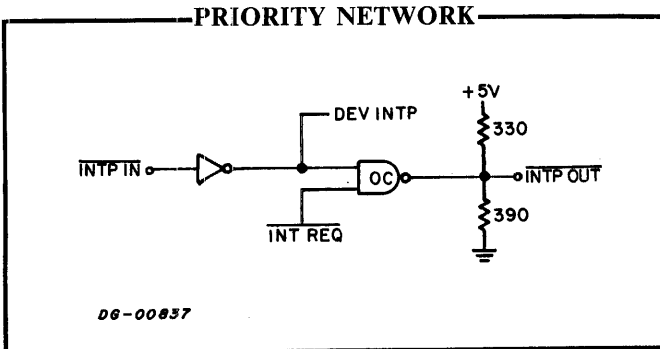 PRIORITY NETWORK
+5V
DEV INTP
330
INTP IN
OC
INTP OUT
INT REQ
390
DG-00837